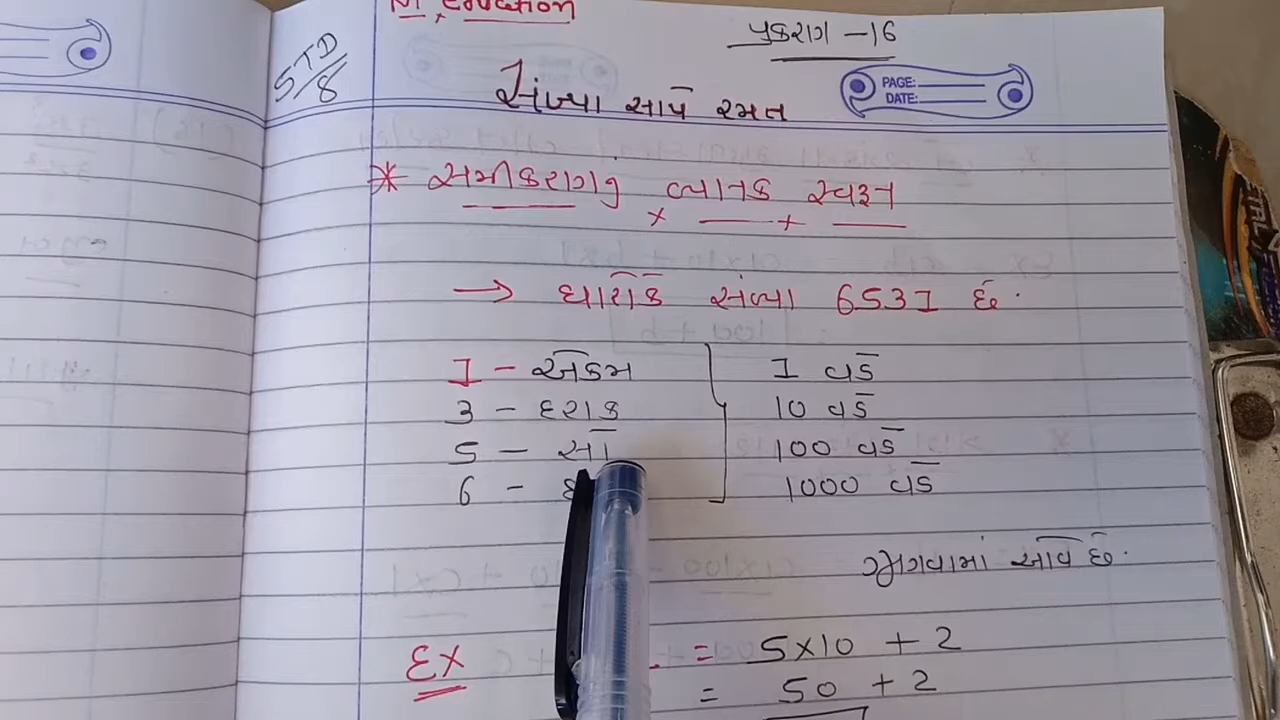 Education
પ્રકરણ - 16
STD/8
સંખ્યા સાથે રમત
PAGE:
DATE:
* સમીકરણનું વ્યાપક સ્વરૂપ
→ ધારોકે સંખ્યા 6531 છે.
1 - એકમ 1 વડે
3 - દશક 10 વડે
5 - સો 100 વડે
6 - 1000 વડે
ગુણવામાં આવે છે.
EX = 5x10 + 2
= 50 + 2